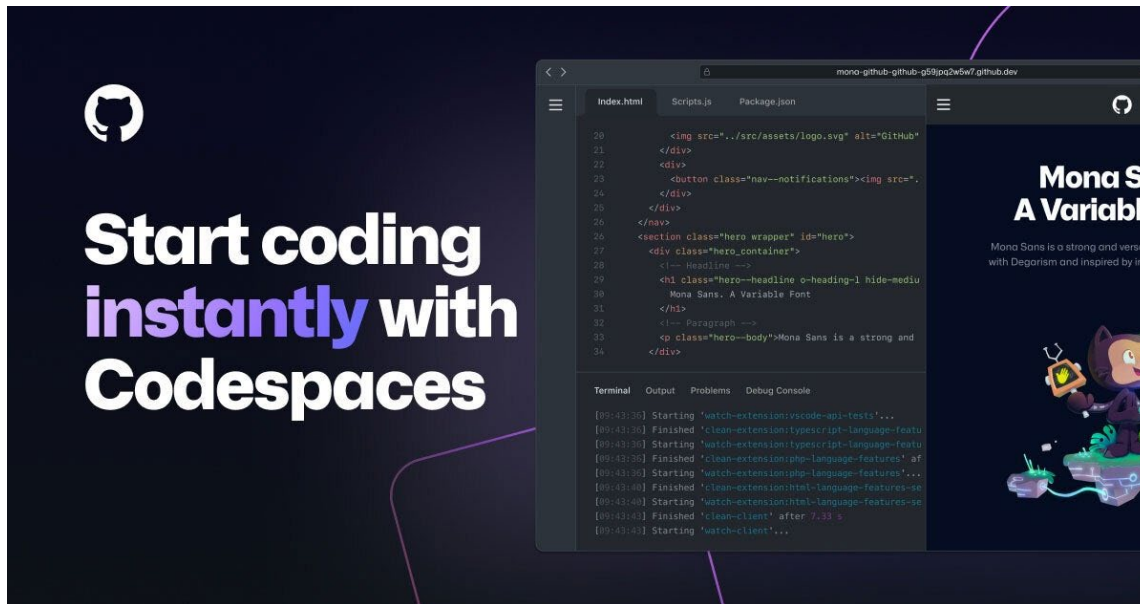 Start coding
instantly with
Codespaces
mona-github-github-g59jpq2w5w7.github.dev
Index.html Scripts.js Package.json
20 <img src="../src/assets/logo.svg" alt="GitHub"
21 </div>
22 <div>
23 <button class="nav--notifications"><img src=".
24 </div>
25 </div>
26 </nav>
26 <section class="hero wrapper" id="hero">
27 <div class="hero_container">
28 <!-- Headline -->
29 <h1 class="hero--headline o-heading-l hide-mediu
30 Mona Sans. A Variable Font
31 </h1>
32 <!-- Paragraph -->
33 <p class="hero--body">Mona Sans is a strong and
34 </div>
Terminal Output Problems Debug Console
[09:43:36] Starting 'watch-extension:vscode-api-tests'...
[09:43:36] Finished 'clean-extension:typescript-language-featu
[09:43:36] Starting 'watch-extension:typescript-language-featu
[09:43:36] Finished 'clean-extension:php-language-features' af
[09:43:36] Starting 'watch-extension:php-language-features'...
[09:43:40] Finished 'clean-extension:html-language-features-se
[09:43:40] Starting 'watch-extension:html-language-features-se
[09:43:43] Finished 'clean-client' after 7.33 s
[09:43:43] Starting 'watch-client'...
Mona S
A Variabl
Mona Sans is a strong and vers
with Degarism and inspired by i